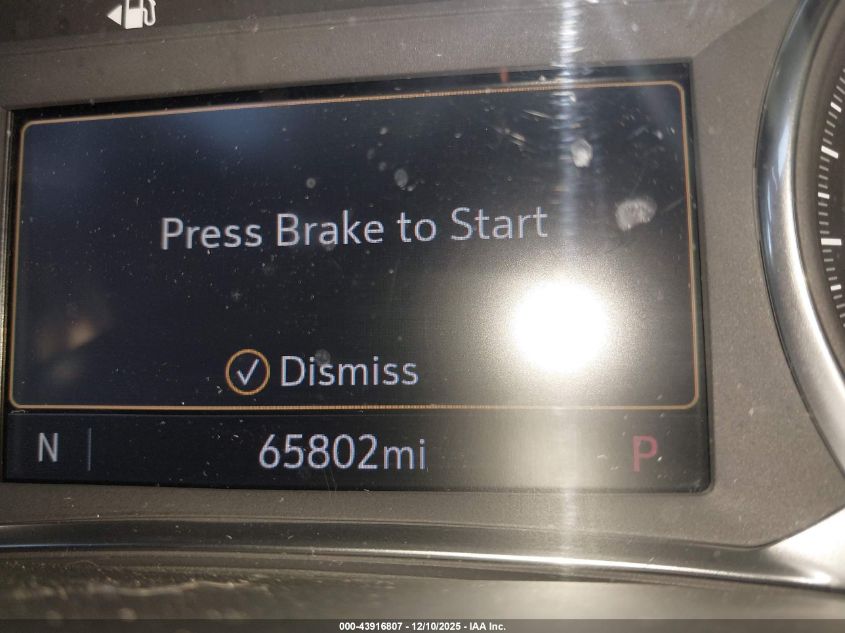 Press Brake to Start
✓ Dismiss
N 65802mi P
000-43916807 - 12/10/2025 - IAA Inc.